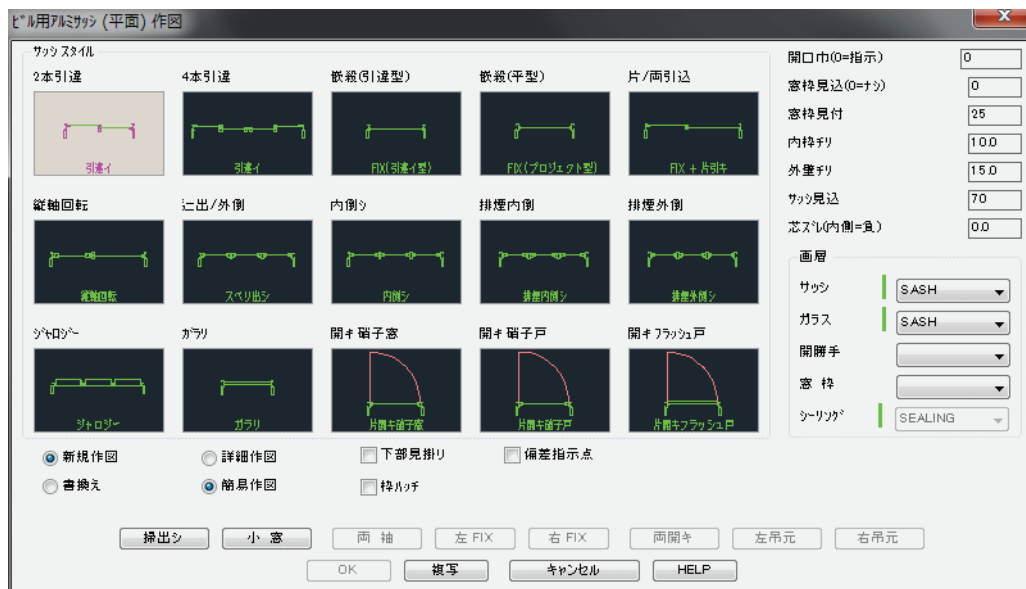 ﾋﾞﾙ用ｱﾙﾐｻｯｼ (平面) 作図
ｻｯｼ ｽﾀｲﾙ
2本引違
4本引違
嵌殺(引違型)
嵌殺(平型)
片/両引込
引違イ
引違イ
FIX(引違イ型)
FIX(プロジェクト型)
FIX + 片引キ
縦軸回転
辷出/外倒
内倒シ
排煙内倒
排煙外倒
縦軸回転
スベリ出シ
内倒シ
排煙内倒シ
排煙外倒シ
ｼﾞｬﾛｼﾞｰ
ｶﾞﾗﾘ
開キ硝子窓
開キ硝子戸
開キﾌﾗｯｼｭ戸
ジャロジー
ガラリ
片開キ硝子窓
片開キ硝子戸
片開キフラッシュ戸
開口巾(0=指示) 0
窓枠見込(0=ﾅｼ) 0
窓枠見付 25
内枠ﾁﾘ 10.0
外壁ﾁﾘ 15.0
ｻｯｼ見込 70
芯ｽﾞﾚ(内側=負) 0.0
画層
サッシ SASH
ガラス SASH
開勝手
窓 枠
ｼｰﾘﾝｸﾞ SEALING
新規作図
詳細作図
下部見掛リ
偏差指示点
書換え
簡易作図
枠ﾊｯﾁ
掃出シ
小 窓
両 袖
左 FIX
右 FIX
両開キ
左吊元
右吊元
OK
複写
キャンセル
HELP